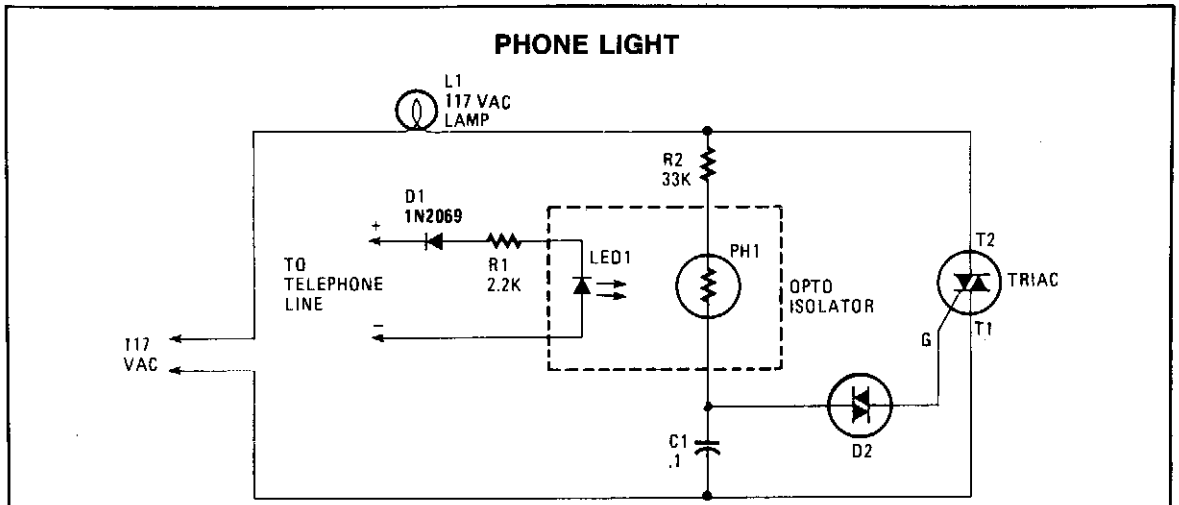 PHONE LIGHT
L1
117 VAC
LAMP
R2
33K
D1
1N2069
+
R1
2.2K
LED1
PH1
T2
TRIAC
T1
G
OPTO
ISOLATOR
TO
TELEPHONE
LINE
−
117
VAC
C1
.1
D2